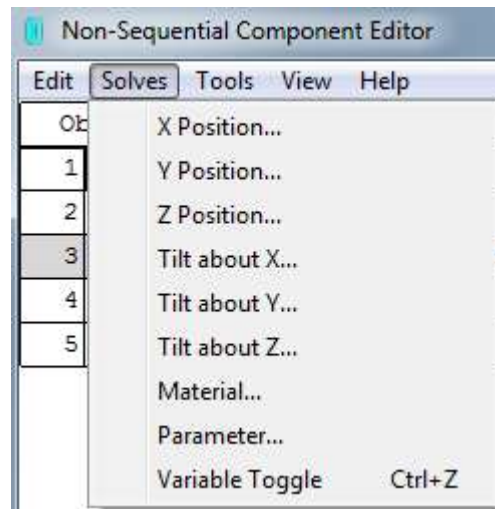 Non-Sequential Component Editor
Edit Solves Tools View Help
X Position...
1 Y Position...
2 Z Position...
3 Tilt about X...
4 Tilt about Y...
5 Tilt about Z...
Material...
Parameter...
Variable Toggle Ctrl+Z